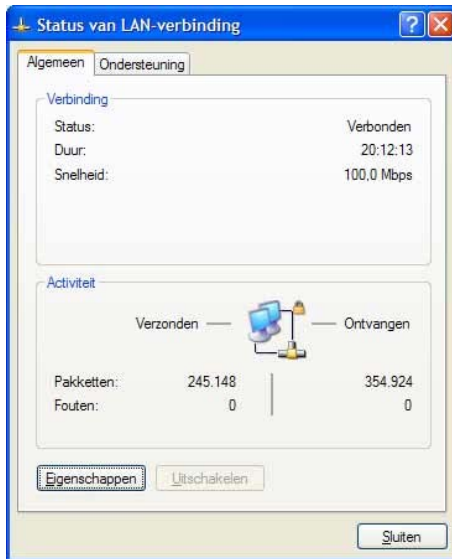 Status van LAN-verbinding
Algemeen Ondersteuning
Verbinding
Status: Verbonden
Duur: 20:12:13
Snelheid: 100,0 Mbps
Activiteit
Verzonden Ontvangen
Pakketten: 245.148 354.924
Fouten: 0 0
Eigenschappen Uitschakelen
Sluiten